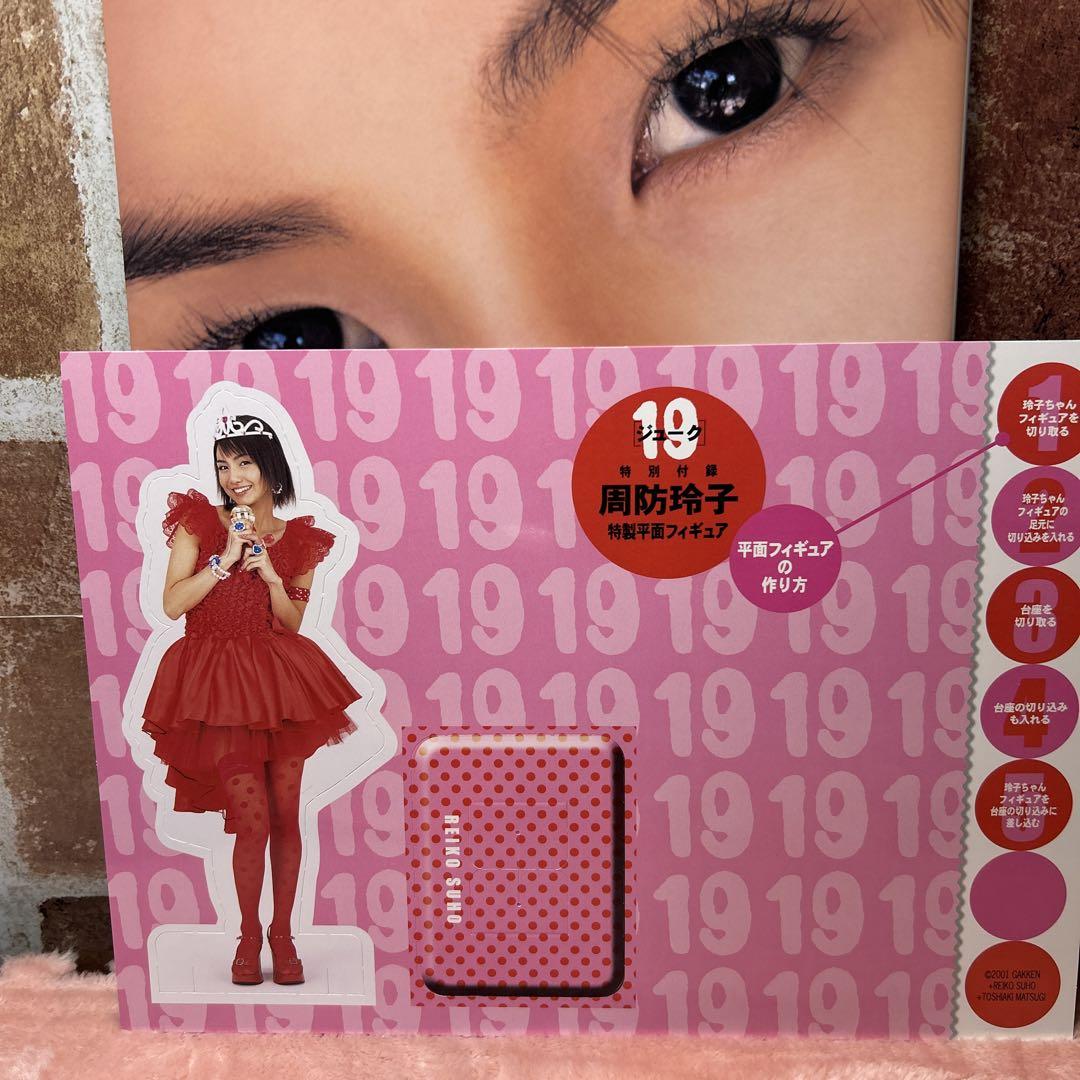 19
ジューク
特別付録
周防玲子
特製平面フィギュア
平面フィギュア
の
作り方
1
玲子ちゃん
フィギュアを
切り取る
2
玲子ちゃん
フィギュアの
足元に
切り込みを入れる
3
台座を
切り取る
4
台座の切り込み
も入れる
5
玲子ちゃん
フィギュアを
台座の切り込みに
差し込む
REIKO SUHO
©2001 GAKKEN
+REIKO SUHO
+TOSHIAKI MATSUGI